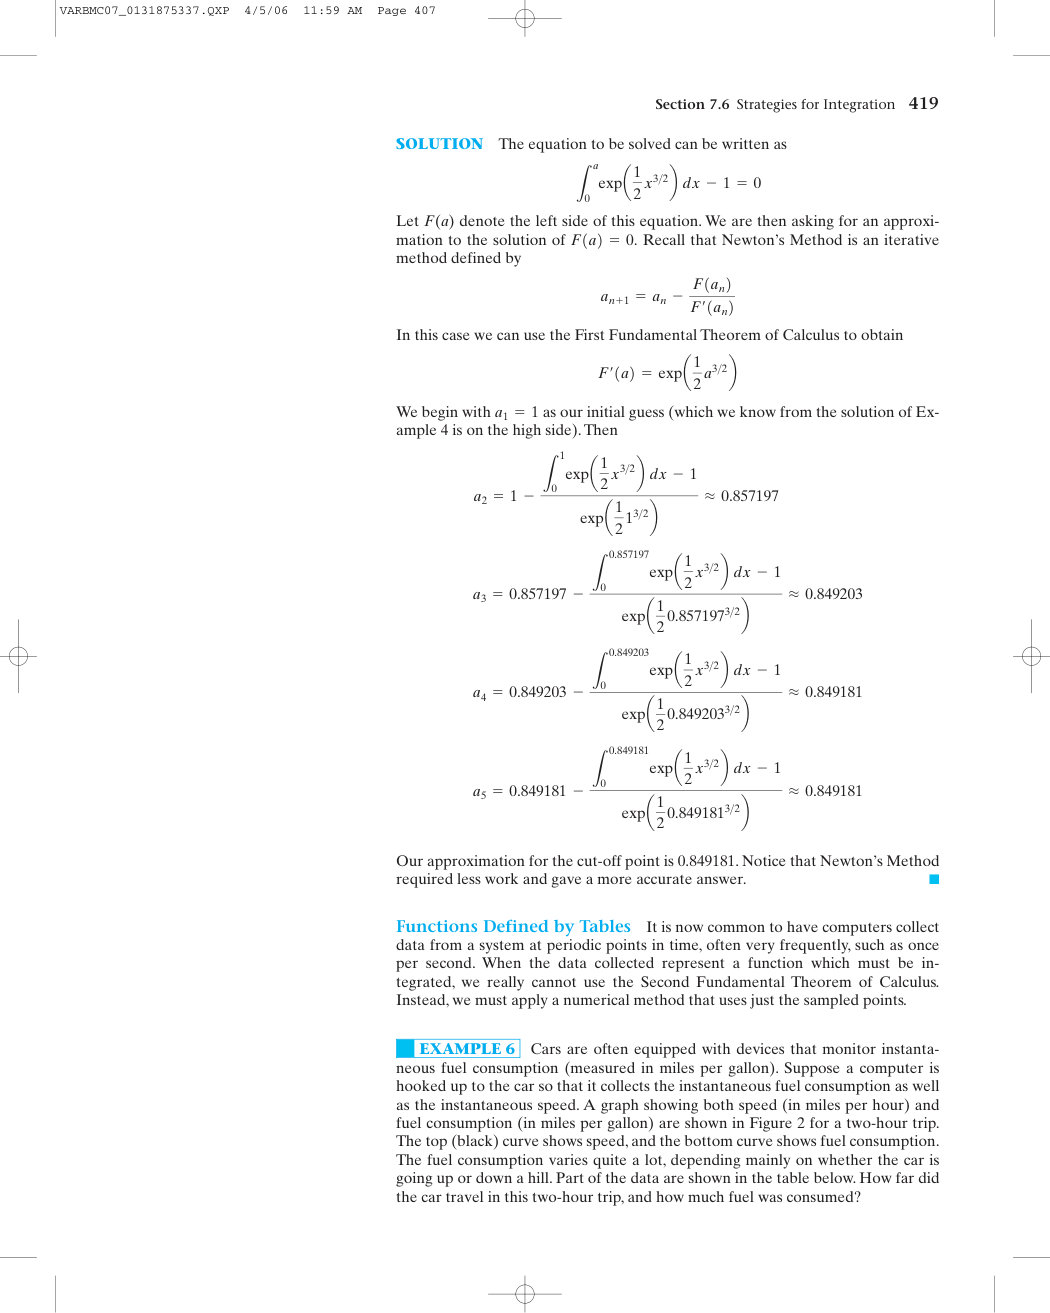 VARBMC07_0131875337.QXP 4/5/06 11:59 AM Page 407
Section 7.6 Strategies for Integration 419
SOLUTION The equation to be solved can be written as
∫₀ᵃ exp(1/2 x^{3/2}) dx − 1 = 0
Let F(a) denote the left side of this equation. We are then asking for an approxi-
mation to the solution of F(a) = 0. Recall that Newton's Method is an iterative
method defined by
a_{n+1} = a_n − F(a_n)/F′(a_n)
In this case we can use the First Fundamental Theorem of Calculus to obtain
F′(a) = exp(1/2 a^{3/2})
We begin with a₁ = 1 as our initial guess (which we know from the solution of Ex-
ample 4 is on the high side). Then
a₂ = 1 − (∫₀^1 exp(1/2 x^{3/2}) dx − 1)/(exp(1/2 1^{3/2})) ≈ 0.857197
a₃ = 0.857197 − (∫₀^{0.857197} exp(1/2 x^{3/2}) dx − 1)/(exp(1/2 0.857197^{3/2})) ≈ 0.849203
a₄ = 0.849203 − (∫₀^{0.849203} exp(1/2 x^{3/2}) dx − 1)/(exp(1/2 0.849203^{3/2})) ≈ 0.849181
a₅ = 0.849181 − (∫₀^{0.849181} exp(1/2 x^{3/2}) dx − 1)/(exp(1/2 0.849181^{3/2})) ≈ 0.849181
Our approximation for the cut-off point is 0.849181. Notice that Newton's Method
required less work and gave a more accurate answer.
Functions Defined by Tables It is now common to have computers collect
data from a system at periodic points in time, often very frequently, such as once
per second. When the data collected represent a function which must be in-
tegrated, we really cannot use the Second Fundamental Theorem of Calculus.
Instead, we must apply a numerical method that uses just the sampled points.
EXAMPLE 6 Cars are often equipped with devices that monitor instanta-
neous fuel consumption (measured in miles per gallon). Suppose a computer is
hooked up to the car so that it collects the instantaneous fuel consumption as well
as the instantaneous speed. A graph showing both speed (in miles per hour) and
fuel consumption (in miles per gallon) are shown in Figure 2 for a two-hour trip.
The top (black) curve shows speed, and the bottom curve shows fuel consumption.
The fuel consumption varies quite a lot, depending mainly on whether the car is
going up or down a hill. Part of the data are shown in the table below. How far did
the car travel in this two-hour trip, and how much fuel was consumed?